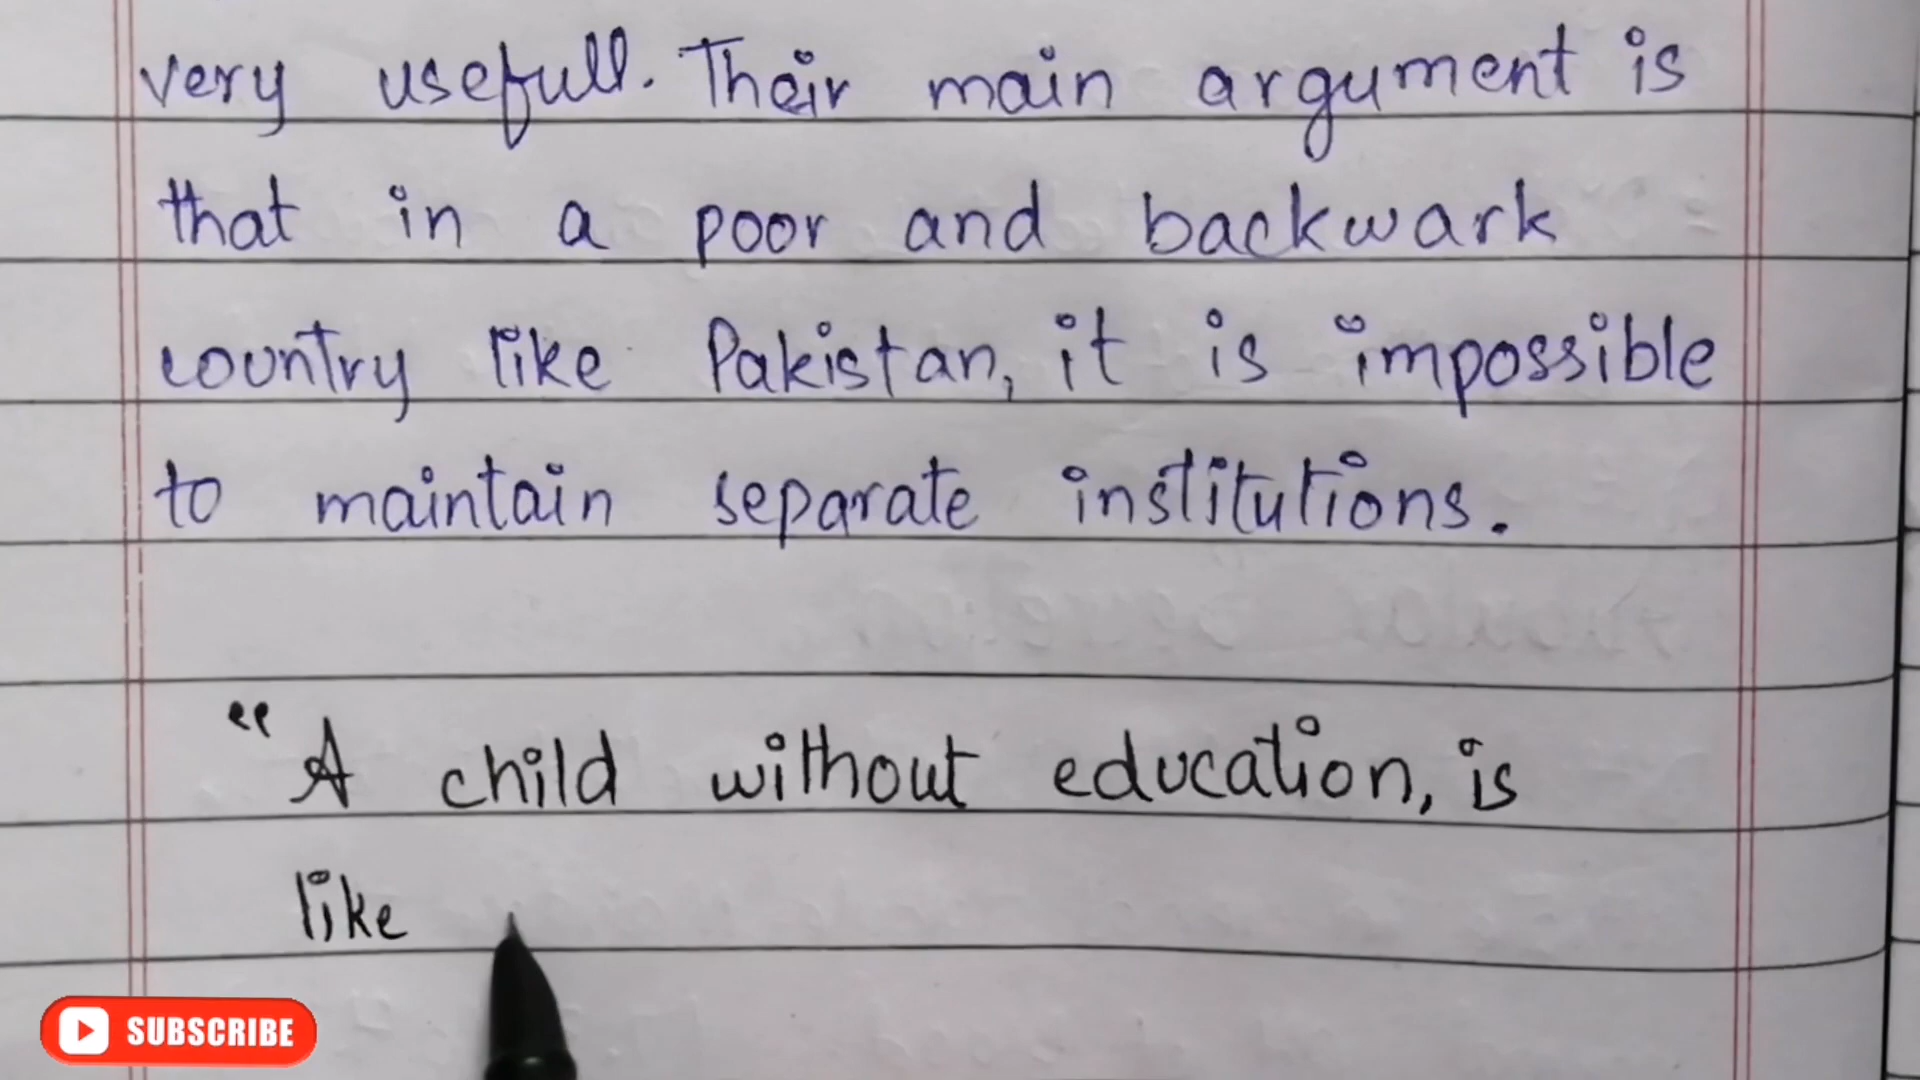 very usefull. Their main argument is
that in a poor and backwark
country like Pakistan, it is impossible
to maintain separate institutions.
"A child without education, is
like
SUBSCRIBE